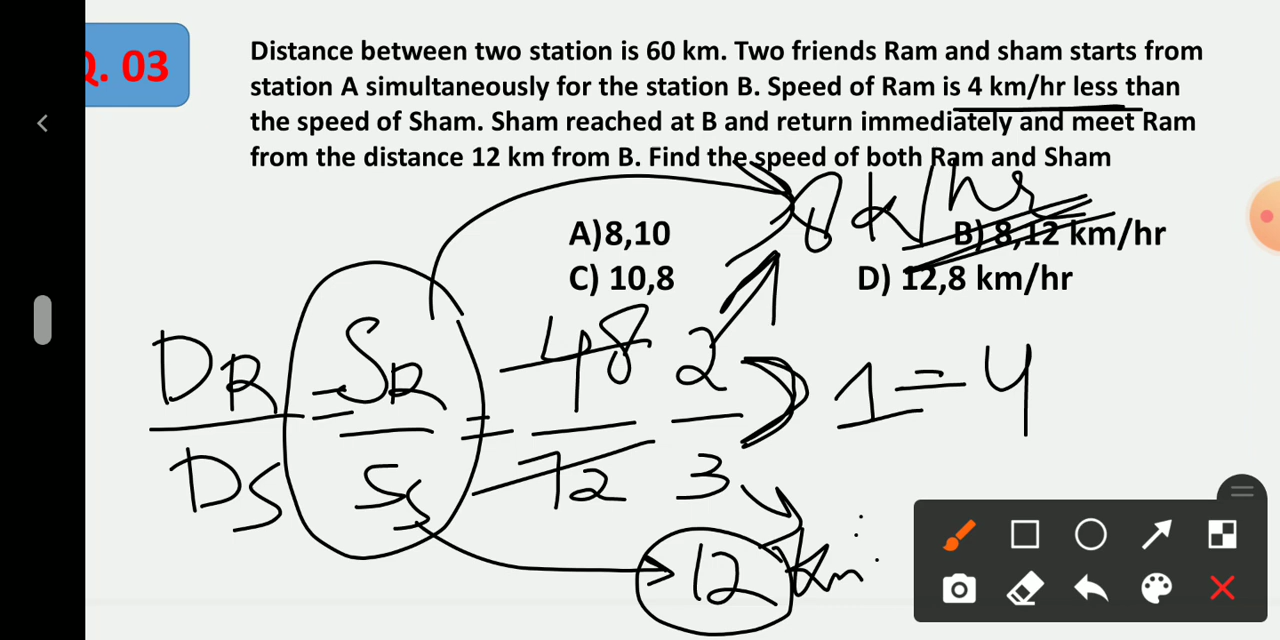 Q. 03
Distance between two station is 60 km. Two friends Ram and sham starts from
station A simultaneously for the station B. Speed of Ram is 4 km/hr less than
the speed of Sham. Sham reached at B and return immediately and meet Ram
from the distance 12 km from B. Find the speed of both Ram and Sham
8 k/hr
A)8,10 B) 8,12 km/hr
C) 10,8 D) 12,8 km/hr
DR = SR = 48 2 1 = 4
DS SS 72 3
12 km